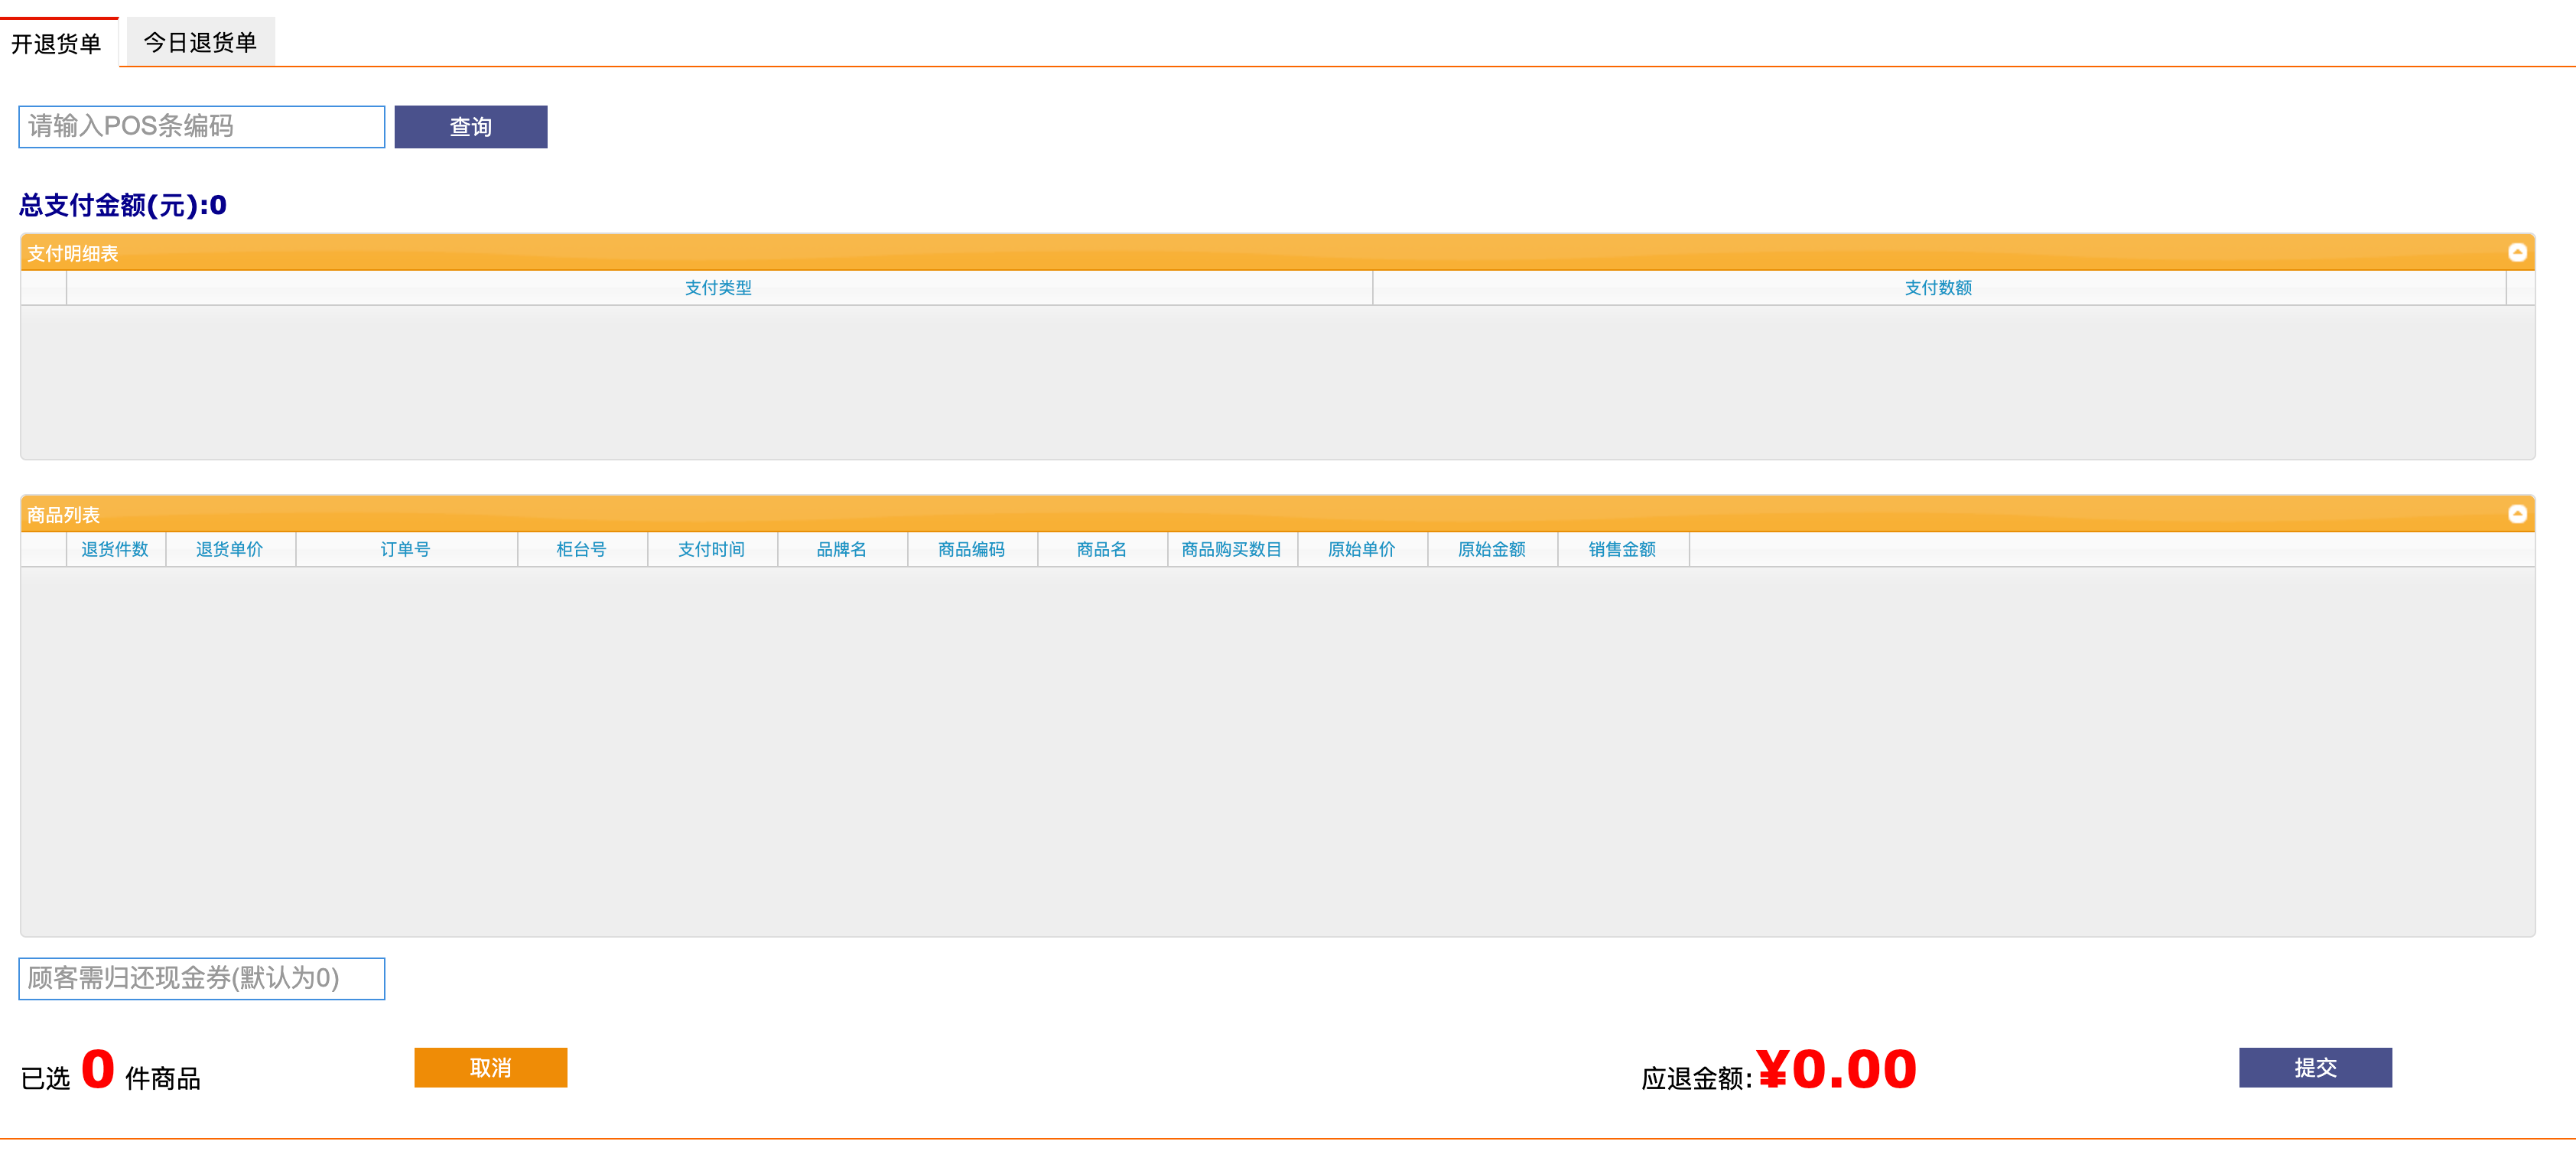 开退货单 今日退货单
请输入POS条编码 查询
总支付金额(元):0
支付明细表
支付类型 支付数额
商品列表
退货件数 退货单价 订单号 柜台号 支付时间 品牌名 商品编码 商品名 商品购买数目 原始单价 原始金额 销售金额
顾客需归还现金券(默认为0)
已选 0 件商品 取消 应退金额:¥0.00 提交